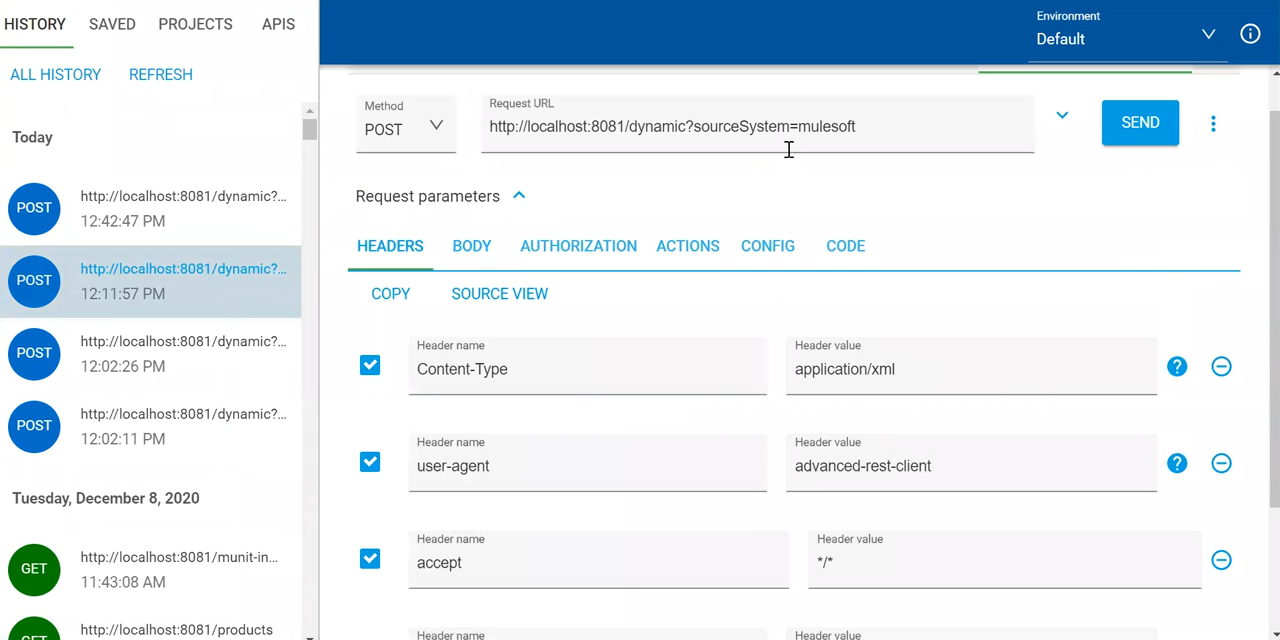 HISTORY SAVED PROJECTS APIS
ALL HISTORY REFRESH
Today
POST
http://localhost:8081/dynamic?...
12:42:47 PM
POST
http://localhost:8081/dynamic?...
12:11:57 PM
POST
http://localhost:8081/dynamic?...
12:02:26 PM
POST
http://localhost:8081/dynamic?...
12:02:11 PM
Tuesday, December 8, 2020
GET
http://localhost:8081/munit-in...
11:43:08 AM
GET
http://localhost:8081/products
Environment
Default
Method
POST
Request URL
http://localhost:8081/dynamic?sourceSystem=mulesoft
SEND
Request parameters
HEADERS BODY AUTHORIZATION ACTIONS CONFIG CODE
COPY SOURCE VIEW
Header name
Content-Type
Header value
application/xml
Header name
user-agent
Header value
advanced-rest-client
Header name
accept
Header value
*/*
Header name
Header value